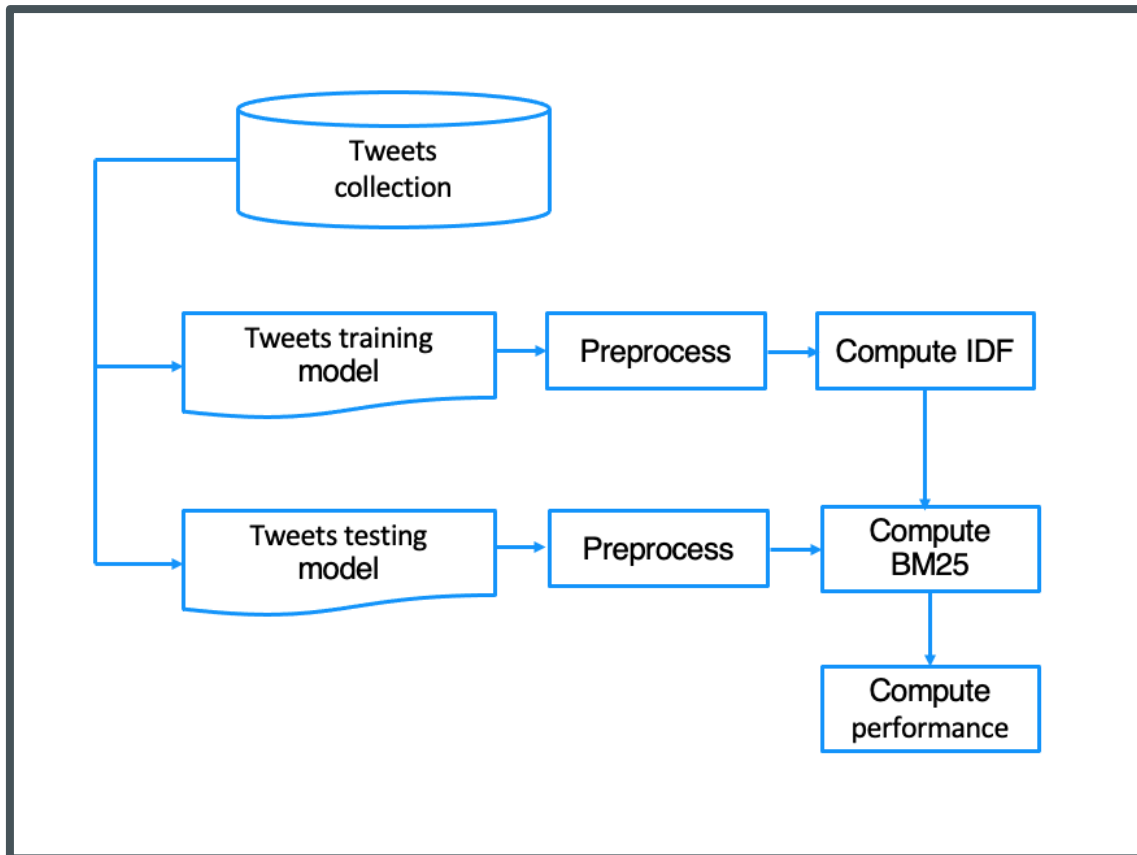 Tweets
collection
Tweets training
model
Preprocess
Compute IDF
Tweets testing
model
Preprocess
Compute
BM25
Compute
performance